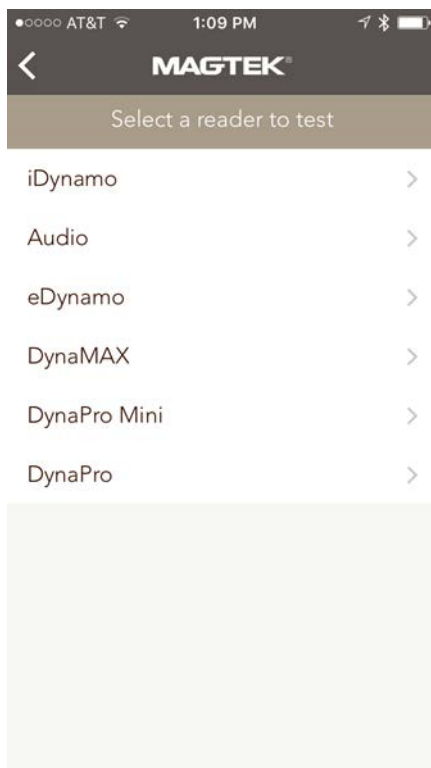 AT&T 1:09 PM
MAGTEK®
Select a reader to test
iDynamo
Audio
eDynamo
DynaMAX
DynaPro Mini
DynaPro